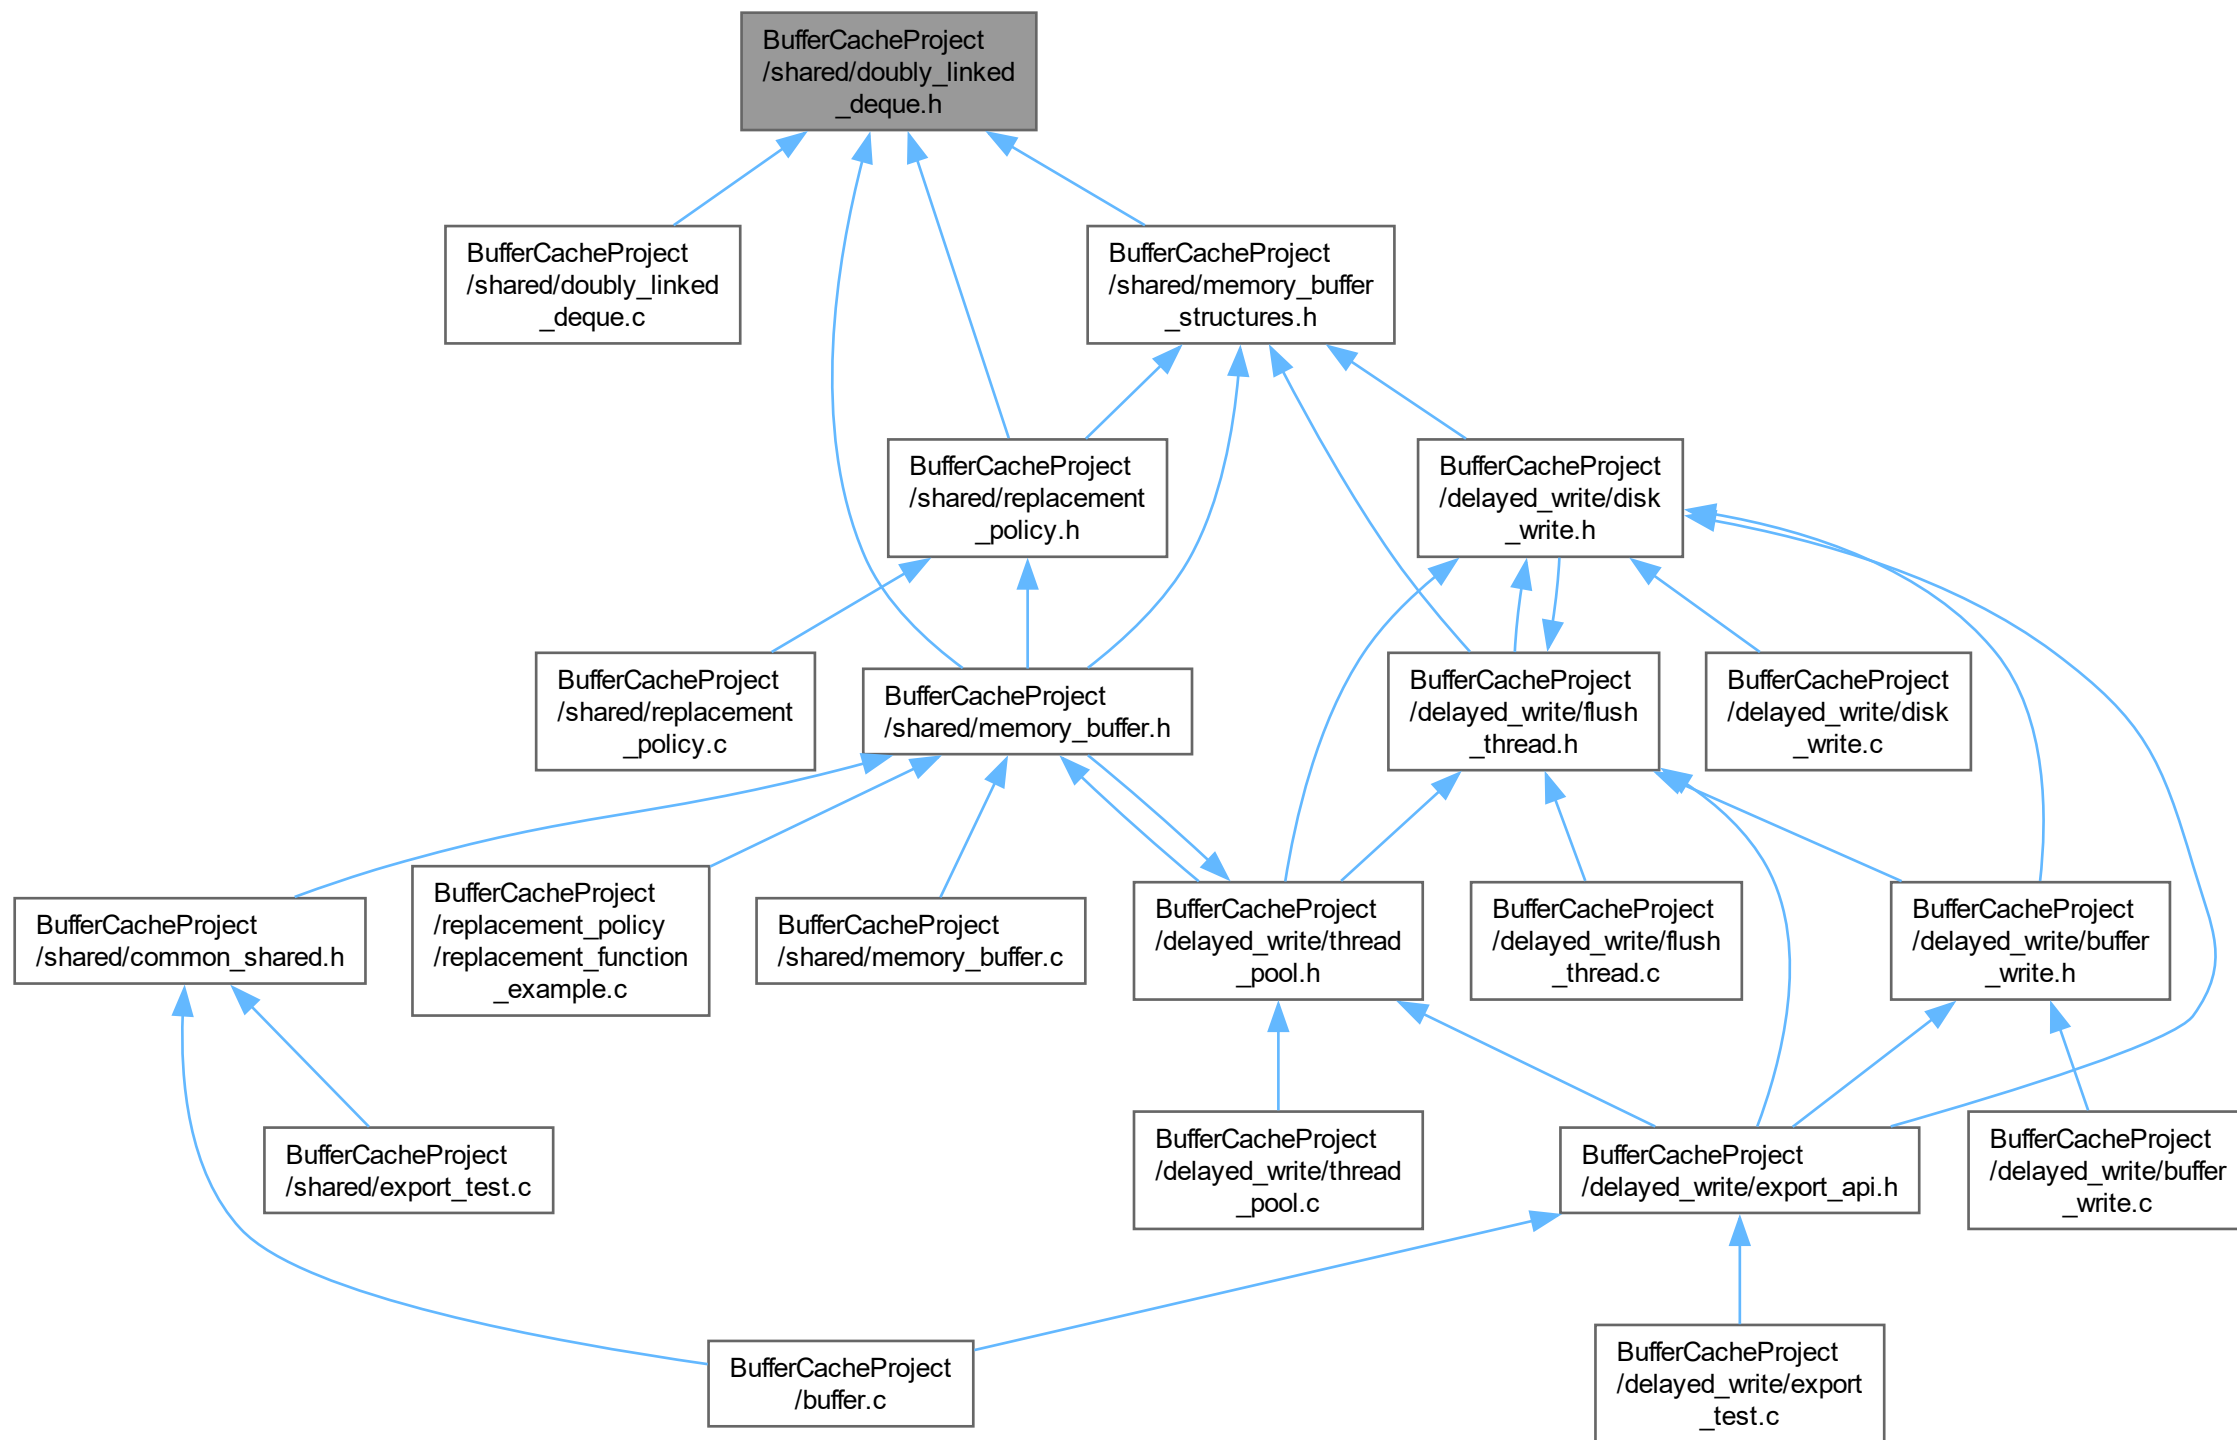 BufferCacheProject
/shared/doubly_linked
_deque.h
BufferCacheProject
/shared/doubly_linked
_deque.c
BufferCacheProject
/shared/memory_buffer
_structures.h
BufferCacheProject
/shared/replacement
_policy.h
BufferCacheProject
/delayed_write/disk
_write.h
BufferCacheProject
/shared/replacement
_policy.c
BufferCacheProject
/shared/memory_buffer.h
BufferCacheProject
/delayed_write/flush
_thread.h
BufferCacheProject
/delayed_write/disk
_write.c
BufferCacheProject
/shared/common_shared.h
BufferCacheProject
/replacement_policy
/replacement_function
_example.c
BufferCacheProject
/shared/memory_buffer.c
BufferCacheProject
/delayed_write/thread
_pool.h
BufferCacheProject
/delayed_write/flush
_thread.c
BufferCacheProject
/delayed_write/buffer
_write.h
BufferCacheProject
/shared/export_test.c
BufferCacheProject
/delayed_write/thread
_pool.c
BufferCacheProject
/delayed_write/export_api.h
BufferCacheProject
/delayed_write/buffer
_write.c
BufferCacheProject
/buffer.c
BufferCacheProject
/delayed_write/export
_test.c